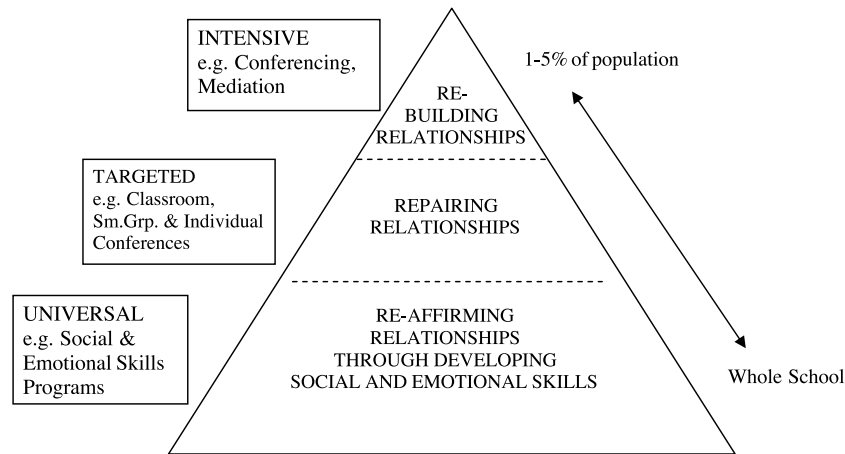 INTENSIVE
e.g. Conferencing,
Mediation
1-5% of population
RE-
BUILDING
RELATIONSHIPS
TARGETED
e.g. Classroom,
Sm.Grp. & Individual
Conferences
REPAIRING
RELATIONSHIPS
UNIVERSAL
e.g. Social &
Emotional Skills
Programs
RE-AFFIRMING
RELATIONSHIPS
THROUGH DEVELOPING
SOCIAL AND EMOTIONAL SKILLS
Whole School